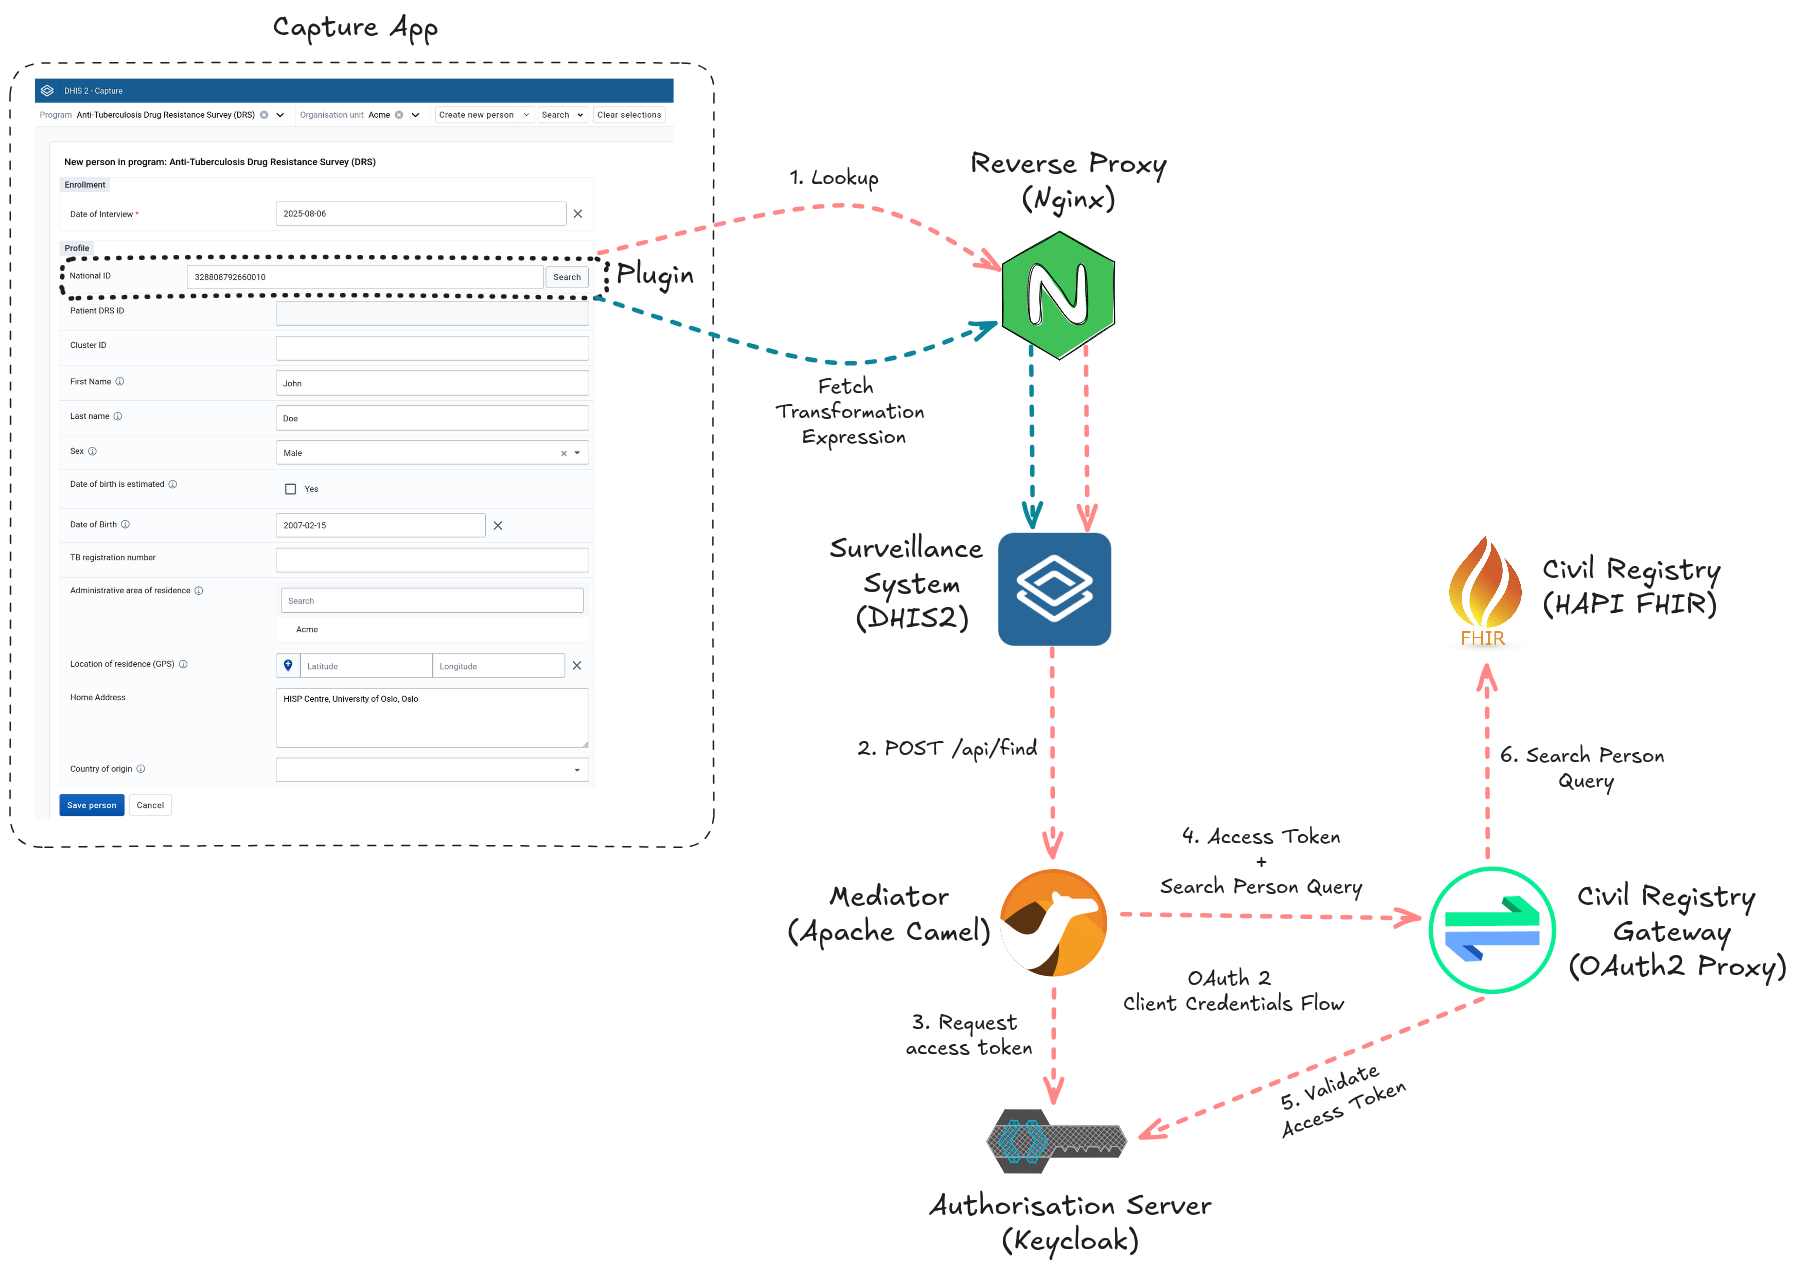 Capture App
DHIS 2 - Capture
Program Anti-Tuberculosis Drug Resistance Survey (DRS)
Organisation unit Acme
Create new person
Search
Clear selections
New person in program: Anti-Tuberculosis Drug Resistance Survey (DRS)
Enrollment
Date of Interview *
2025-08-06
Profile
National ID
328808792660010
Search
Plugin
Patient DRS ID
Cluster ID
First Name
John
Last name
Doe
Sex
Male
Date of birth is estimated
Yes
Date of Birth
2007-02-15
TB registration number
Administrative area of residence
Search
Acme
Location of residence (GPS)
Latitude
Longitude
Home Address
HISP Centre, University of Oslo, Oslo
Country of origin
Save person
Cancel
1. Lookup
Reverse Proxy
(Nginx)
Fetch
Transformation
Expression
Surveillance
System
(DHIS2)
Civil Registry
(HAPI FHIR)
FHIR
2. POST /api/find
6. Search Person
Query
4. Access Token
+
Search Person Query
Mediator
(Apache Camel)
Civil Registry
Gateway
(OAuth2 Proxy)
OAuth 2
Client Credentials Flow
3. Request
access token
5. Validate
Access Token
Authorisation Server
(Keycloak)